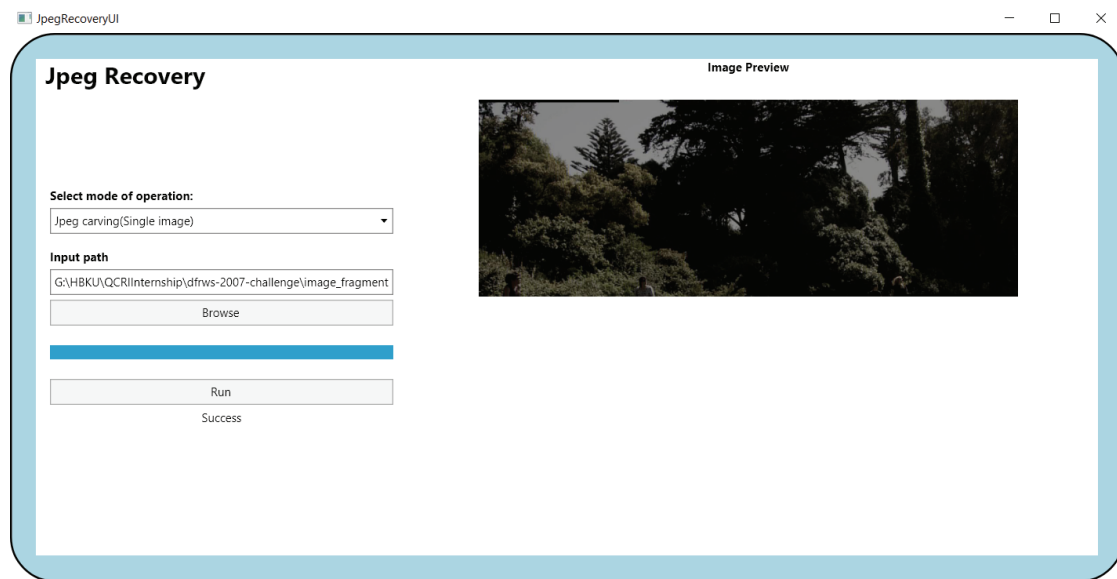 JpegRecoveryUI
Jpeg Recovery
Image Preview
Select mode of operation:
Jpeg carving(Single image)
Input path
G:\HBKU\QCRIInternship\dfrws-2007-challenge\image_fragment
Browse
Run
Success